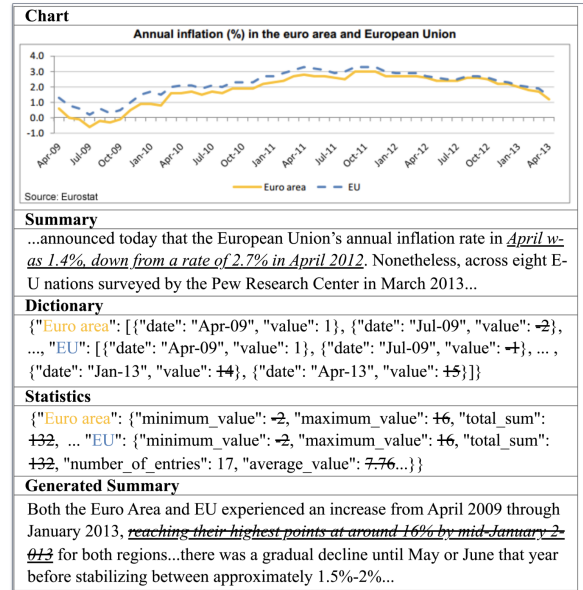 Chart
Annual inflation (%) in the euro area and European Union
4.0
3.0
2.0
1.0
0.0
-1.0
Apr-09
Jul-09
Oct-09
Jan-10
Apr-10
Jul-10
Oct-10
Jan-11
Apr-11
Jul-11
Oct-11
Jan-12
Apr-12
Jul-12
Oct-12
Jan-13
Apr-13
Euro area
EU
Source: Eurostat
Summary
...announced today that the European Union's annual inflation rate in April w-
as 1.4%, down from a rate of 2.7% in April 2012. Nonetheless, across eight E-
U nations surveyed by the Pew Research Center in March 2013...
Dictionary
{"Euro area": [{"date": "Apr-09", "value": 1}, {"date": "Jul-09", "value": -2},
..., "EU": [{"date": "Apr-09", "value": 1}, {"date": "Jul-09", "value": -1}, ... ,
{"date": "Jan-13", "value": 14}, {"date": "Apr-13", "value": 15}]}
Statistics
{"Euro area": {"minimum_value": -2, "maximum_value": 16, "total_sum":
132, ... "EU": {"minimum_value": -2, "maximum_value": 16, "total_sum":
132, "number_of_entries": 17, "average_value": 7.76...}}
Generated Summary
Both the Euro Area and EU experienced an increase from April 2009 through
January 2013, reaching their highest points at around 16% by mid-January 2-
013 for both regions...there was a gradual decline until May or June that year
before stabilizing between approximately 1.5%-2%...